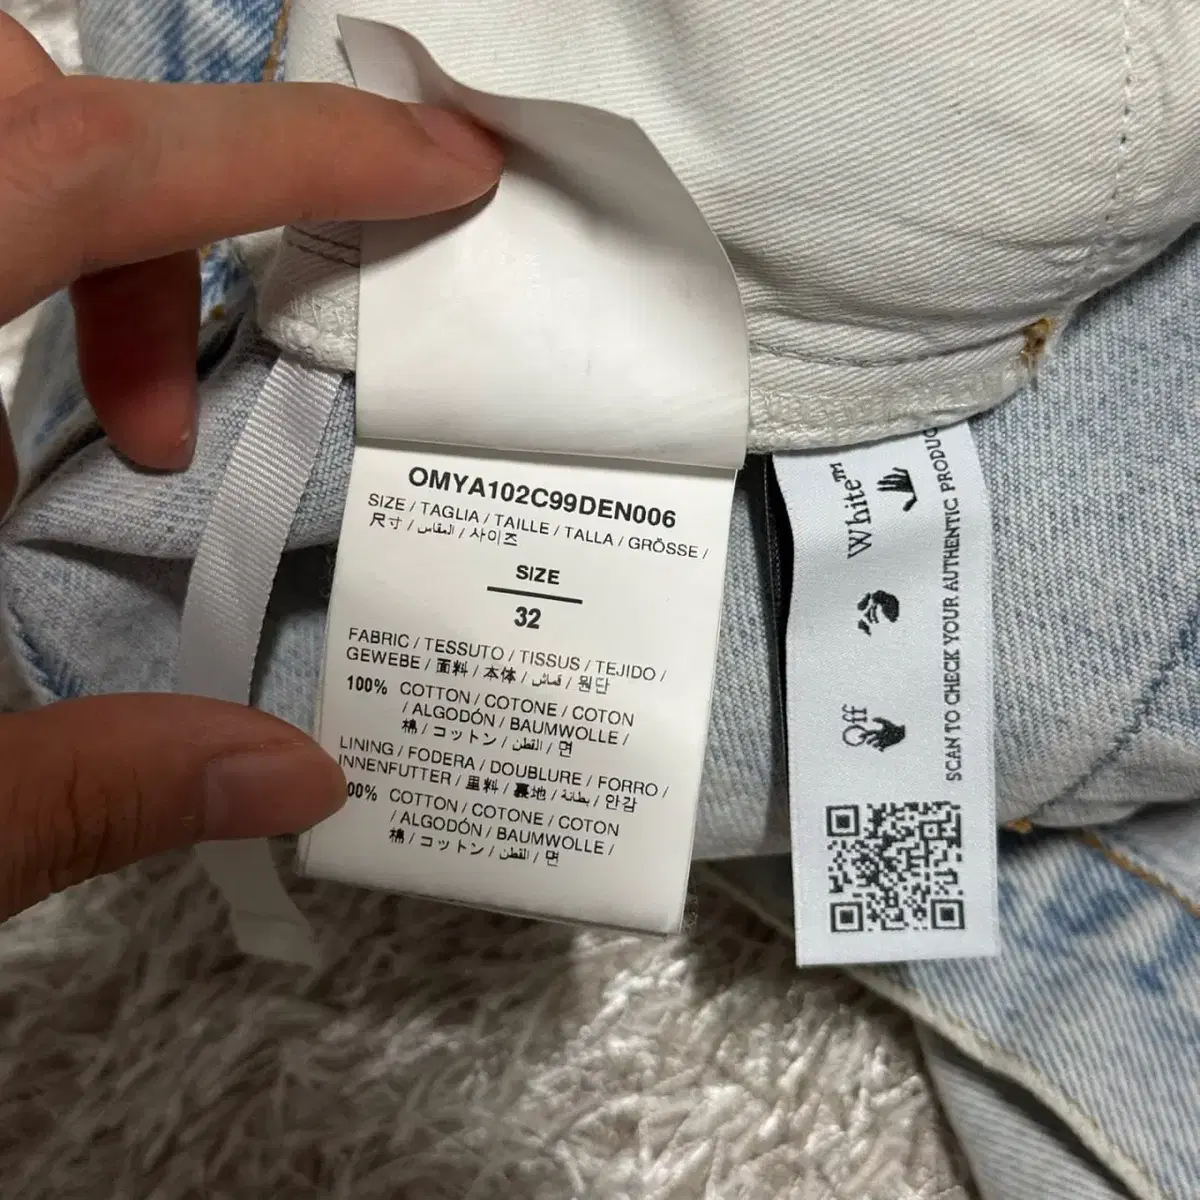 OMYA102C99DEN006
SIZE / TAGLIA / TAILLE / TALLA / GRÖSSE /
尺寸 / المقاس / 사이즈
SIZE
32
FABRIC / TESSUTO / TISSUS / TEJIDO /
GEWEBE / 面料 / 本体 / قماش / 원단
100% COTTON / COTONE / COTON
/ ALGODÓN / BAUMWOLLE /
棉 / コットン / القطن / 면
LINING / FODERA / DOUBLURE / FORRO /
INNENFUTTER / 里料 / 裏地 / بطانة / 안감
00% COTTON / COTONE / COTON
/ ALGODÓN / BAUMWOLLE /
棉 / コットン / القطن / 면
Off White™
SCAN TO CHECK YOUR AUTHENTIC PRODUC